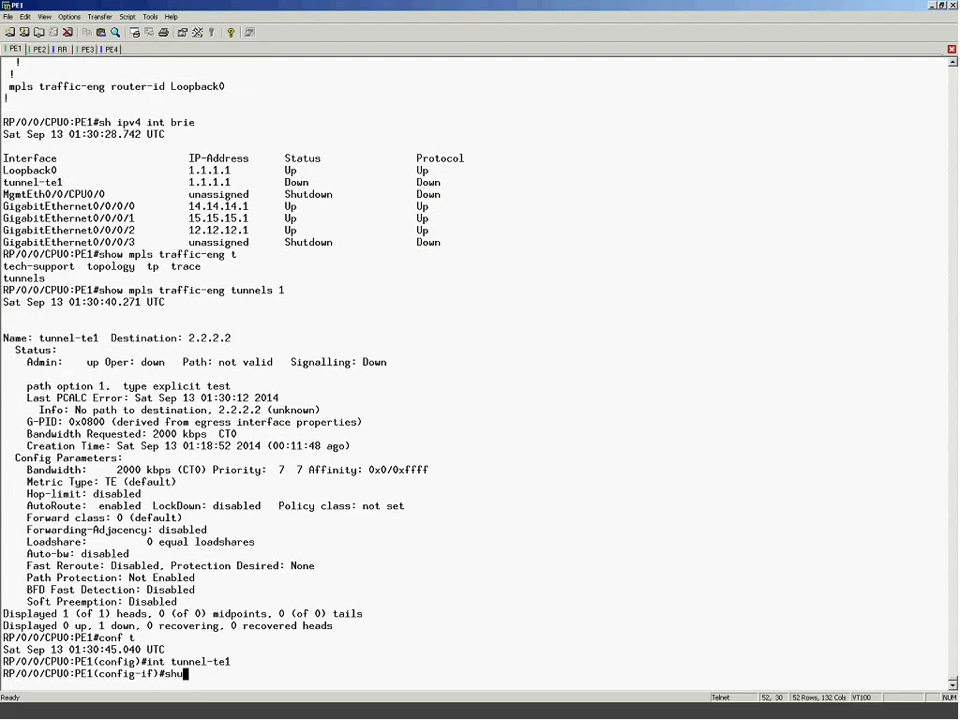 PE1
File Edit View Options Transfer Script Tools Help
PE1 PE2 RR PE3 PE4
!
!
mpls traffic-eng router-id Loopback0
!
RP/0/0/CPU0:PE1#sh ipv4 int brie
Sat Sep 13 01:30:28.742 UTC
Interface IP-Address Status Protocol
Loopback0 1.1.1.1 Up Up
tunnel-te1 1.1.1.1 Down Down
MgmtEth0/0/CPU0/0 unassigned Shutdown Down
GigabitEthernet0/0/0/0 14.14.14.1 Up Up
GigabitEthernet0/0/0/1 15.15.15.1 Up Up
GigabitEthernet0/0/0/2 12.12.12.1 Up Up
GigabitEthernet0/0/0/3 unassigned Shutdown Down
RP/0/0/CPU0:PE1#show mpls traffic-eng t
tech-support topology tp trace
tunnels
RP/0/0/CPU0:PE1#show mpls traffic-eng tunnels 1
Sat Sep 13 01:30:40.271 UTC
Name: tunnel-te1 Destination: 2.2.2.2
Status:
Admin: up Oper: down Path: not valid Signalling: Down
path option 1, type explicit test
Last PCALC Error: Sat Sep 13 01:30:12 2014
Info: No path to destination, 2.2.2.2 (unknown)
G-PID: 0x0800 (derived from egress interface properties)
Bandwidth Requested: 2000 kbps CT0
Creation Time: Sat Sep 13 01:18:52 2014 (00:11:48 ago)
Config Parameters:
Bandwidth: 2000 kbps (CT0) Priority: 7 7 Affinity: 0x0/0xffff
Metric Type: TE (default)
Hop-limit: disabled
AutoRoute: enabled LockDown: disabled Policy class: not set
Forward class: 0 (default)
Forwarding-Adjacency: disabled
Loadshare: 0 equal loadshares
Auto-bw: disabled
Fast Reroute: Disabled, Protection Desired: None
Path Protection: Not Enabled
BFD Fast Detection: Disabled
Soft Preemption: Disabled
Displayed 1 (of 1) heads, 0 (of 0) midpoints, 0 (of 0) tails
Displayed 0 up, 1 down, 0 recovering, 0 recovered heads
RP/0/0/CPU0:PE1#conf t
Sat Sep 13 01:30:45.040 UTC
RP/0/0/CPU0:PE1(config)#int tunnel-te1
RP/0/0/CPU0:PE1(config-if)#shu
Ready Telnet 52, 30 52 Rows, 132 Cols VT100 NUM